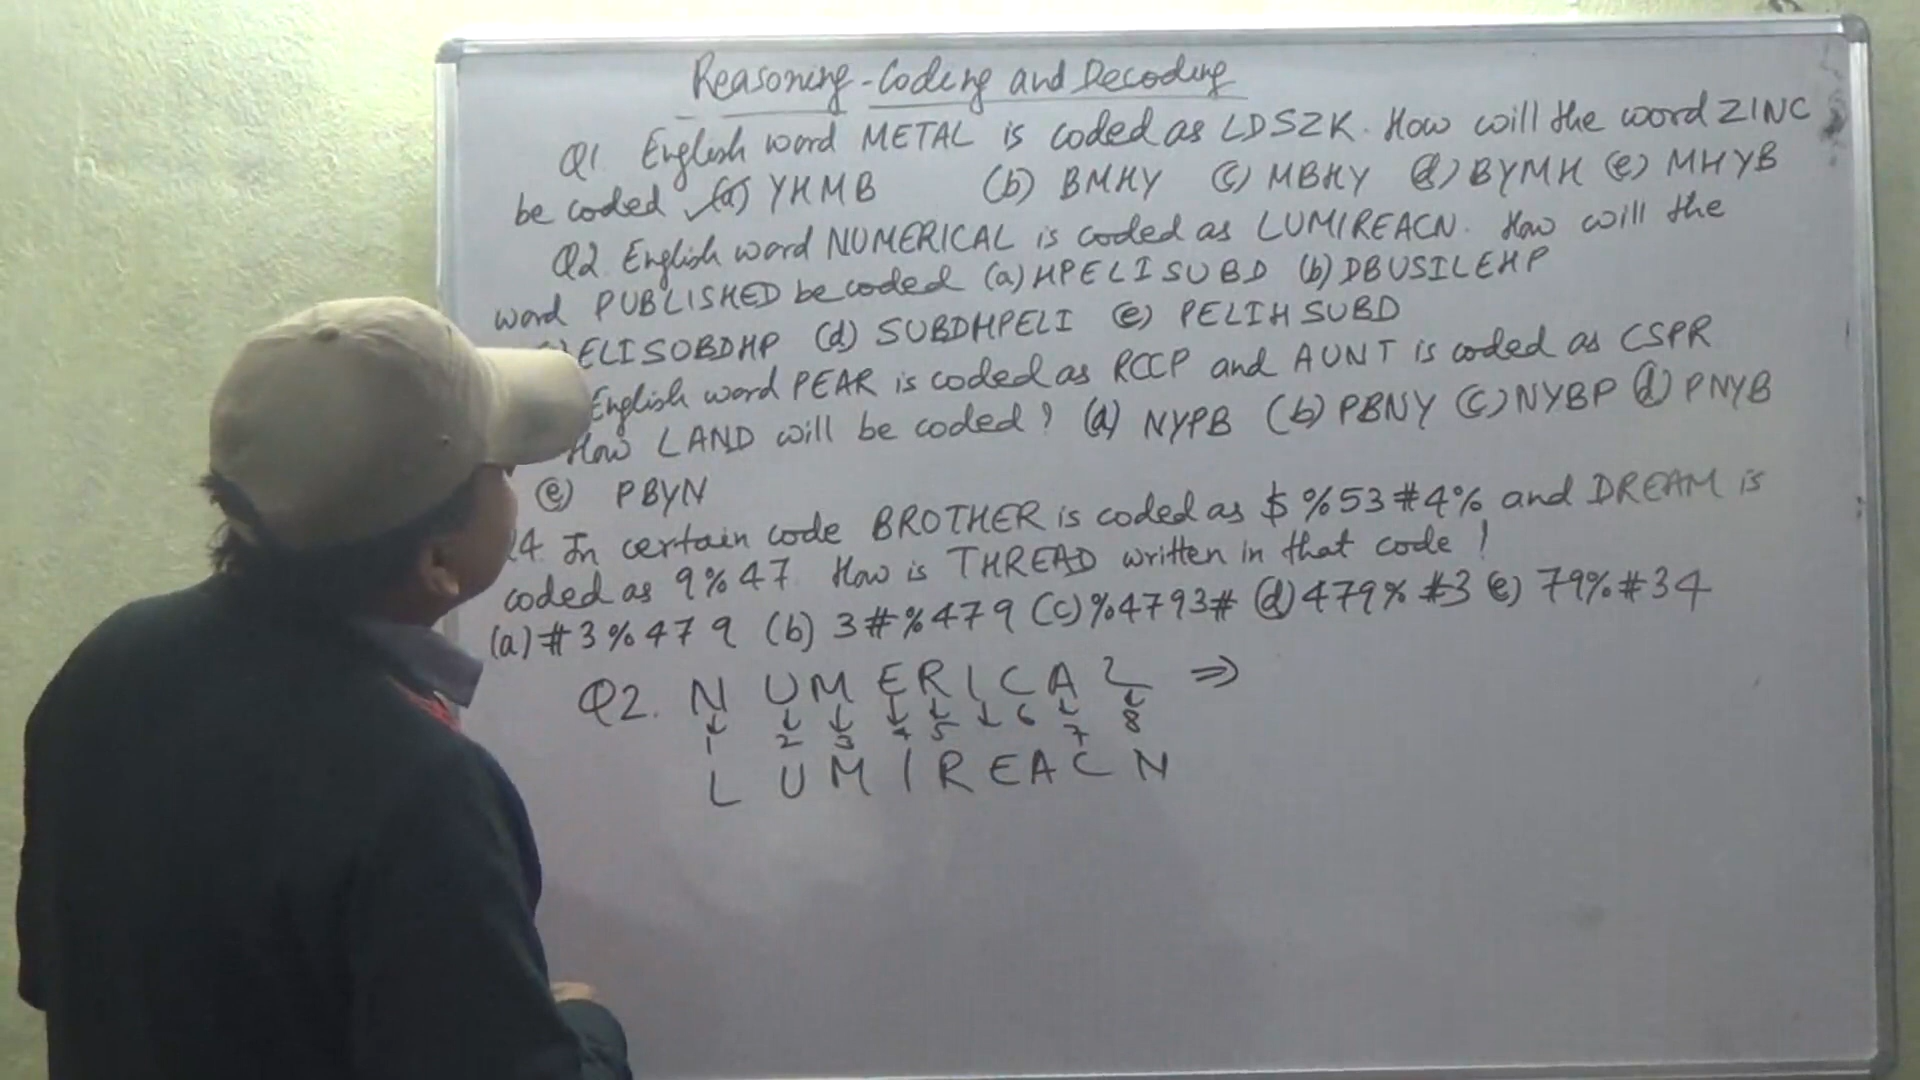 Reasoning-Coding and Decoding
Q1. English word METAL is coded as LDSZK. How will the word ZINC
be coded ✓(a) YHMB (b) BMHY (c) MBHY (d) BYMH (e) MHYB
Q2. English word NUMERICAL is coded as LUMIREACN. How will the
word PUBLISHED be coded (a) HPELISUBD (b) DBUSILEHP
ELISOBDHP (d) SUBDHPELI (e) PELIHSUBD
English word PEAR is coded as RCCP and AUNT is coded as CSPR
How LAND will be coded? (a) NYPB (b) PBNY (c) NYBP (d) PNYB
(e) PBYN
4. In certain code BROTHER is coded as $%53#4% and DREAM is
coded as 9%47. How is THREAD written in that code!
(a) #3%479 (b) 3#%479 (c) %4793# (d) 479%#3 (e) 79%#34
Q2. N U M E R I C A L ⇒
↓ ↓ ↓ ↓ ↓ ↓ 6 ↓ ↓
1 2 3 4 5 7 8
L U M I R E A C N